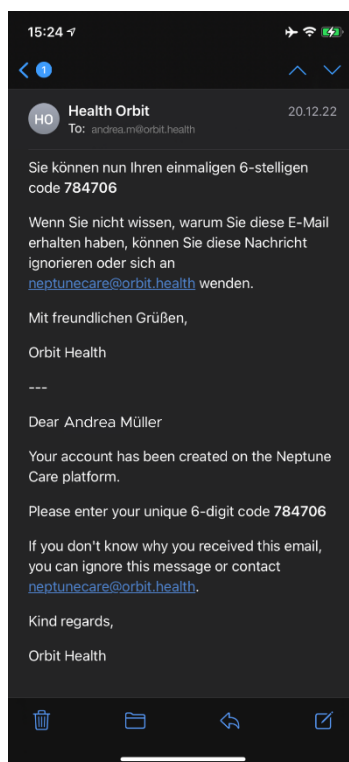 15:24
1
HO
Health Orbit
20.12.22
To: andrea.m@orbit.health
Sie können nun Ihren einmaligen 6-stelligen
code 784706
Wenn Sie nicht wissen, warum Sie diese E-Mail
erhalten haben, können Sie diese Nachricht
ignorieren oder sich an
neptunecare@orbit.health wenden.
Mit freundlichen Grüßen,
Orbit Health
---
Dear Andrea Müller
Your account has been created on the Neptune
Care platform.
Please enter your unique 6-digit code 784706
If you don't know why you received this email,
you can ignore this message or contact
neptunecare@orbit.health.
Kind regards,
Orbit Health